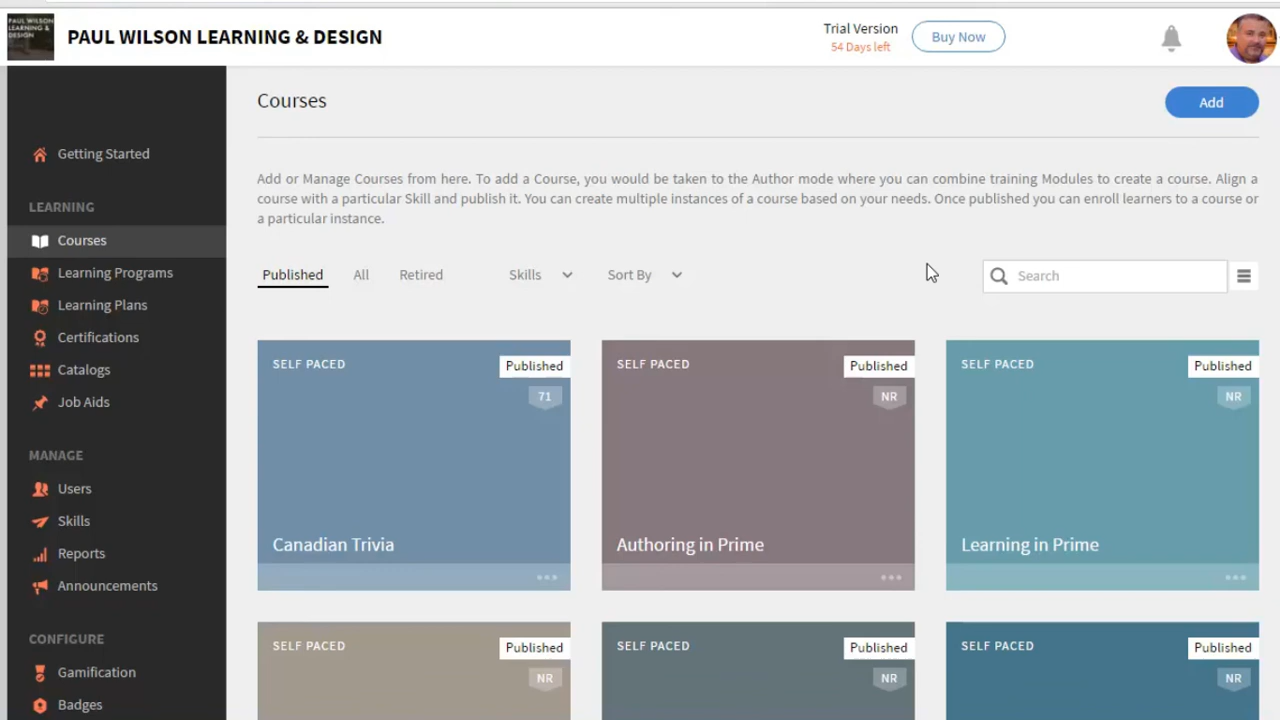 PAUL WILSON
LEARNING &
DESIGN
PAUL WILSON LEARNING & DESIGN
Trial Version
54 Days left
Buy Now
Getting Started
LEARNING
Courses
Learning Programs
Learning Plans
Certifications
Catalogs
Job Aids
MANAGE
Users
Skills
Reports
Announcements
CONFIGURE
Gamification
Badges
Courses
Add
Add or Manage Courses from here. To add a Course, you would be taken to the Author mode where you can combine training Modules to create a course. Align a
course with a particular Skill and publish it. You can create multiple instances of a course based on your needs. Once published you can enroll learners to a course or
a particular instance.
Published All Retired Skills Sort By Search
SELF PACED Published
71
Canadian Trivia
SELF PACED Published
NR
Authoring in Prime
SELF PACED Published
NR
Learning in Prime
SELF PACED Published
NR
SELF PACED Published
NR
SELF PACED Published
NR